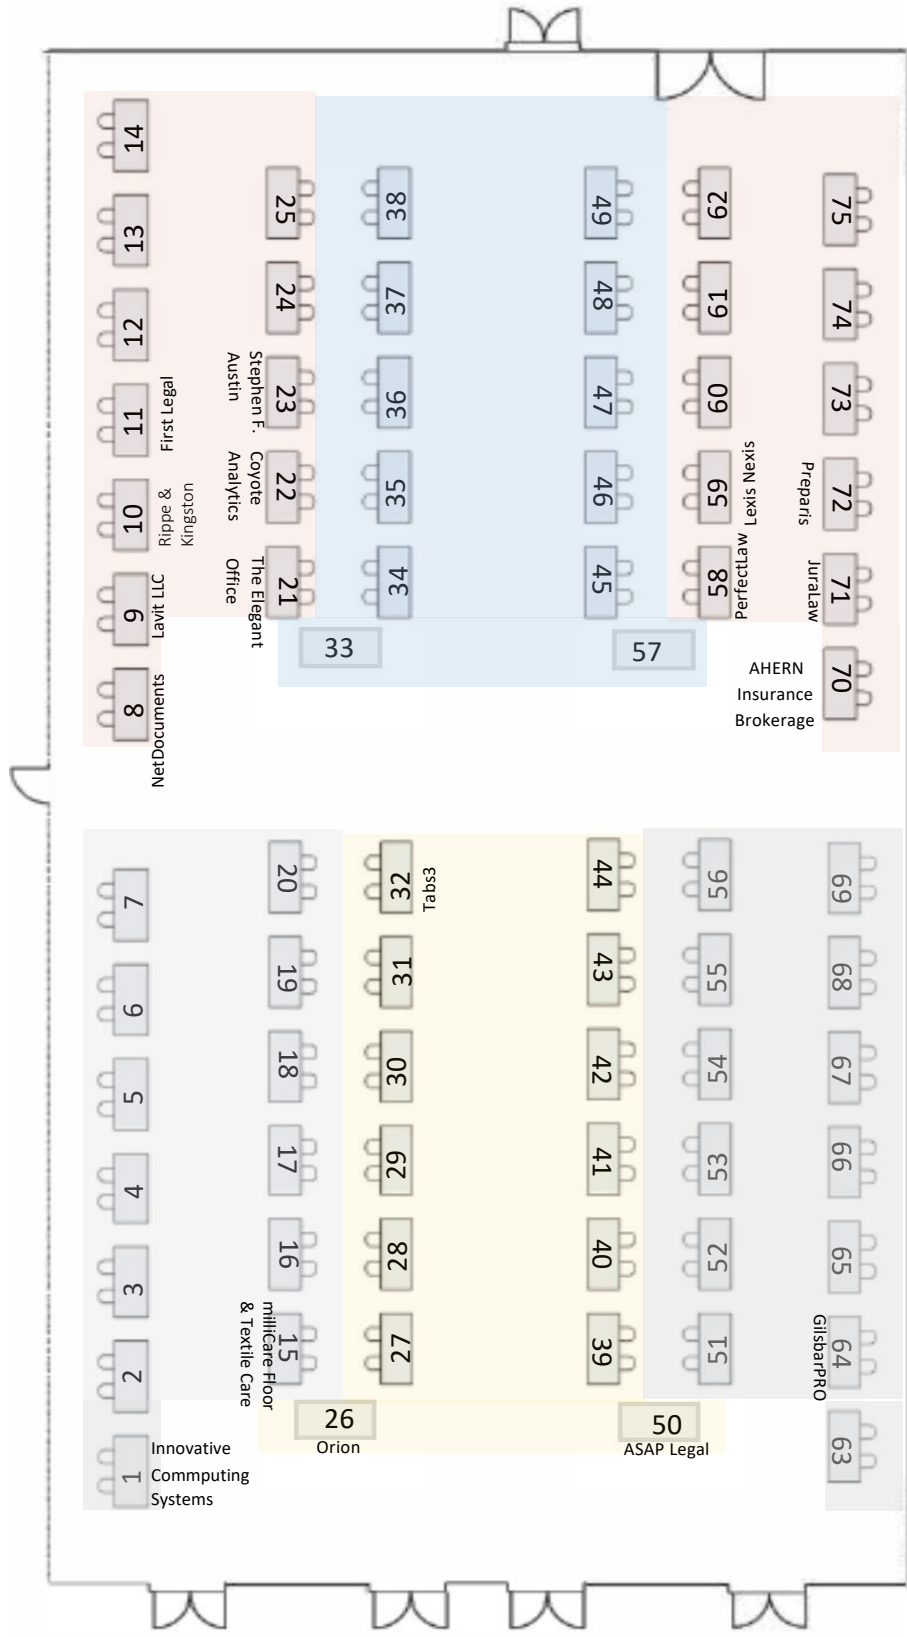 14
13
12
11
First Legal
10
Rippe &
Kingston
9
Lavit LLC
8
NetDocuments
25
24
23
Stephen F.
Austin
22
Coyote
Analytics
21
The Elegant
Office
38
37
36
35
34
33
49
48
47
46
45
57
62
61
60
59
Lexis Nexis
58
PerfectLaw
75
74
73
72
Preparis
71
JuraLaw
70
AHERN
Insurance
Brokerage
7
6
5
4
3
2
1
Innovative
Commputing
Systems
20
19
18
17
16
15
milliCare Floor
& Textile Care
32
Tabs3
31
30
29
28
27
26
Orion
44
43
42
41
40
39
50
ASAP Legal
56
55
54
53
52
51
69
68
67
66
65
64
GilsbarPRO
63